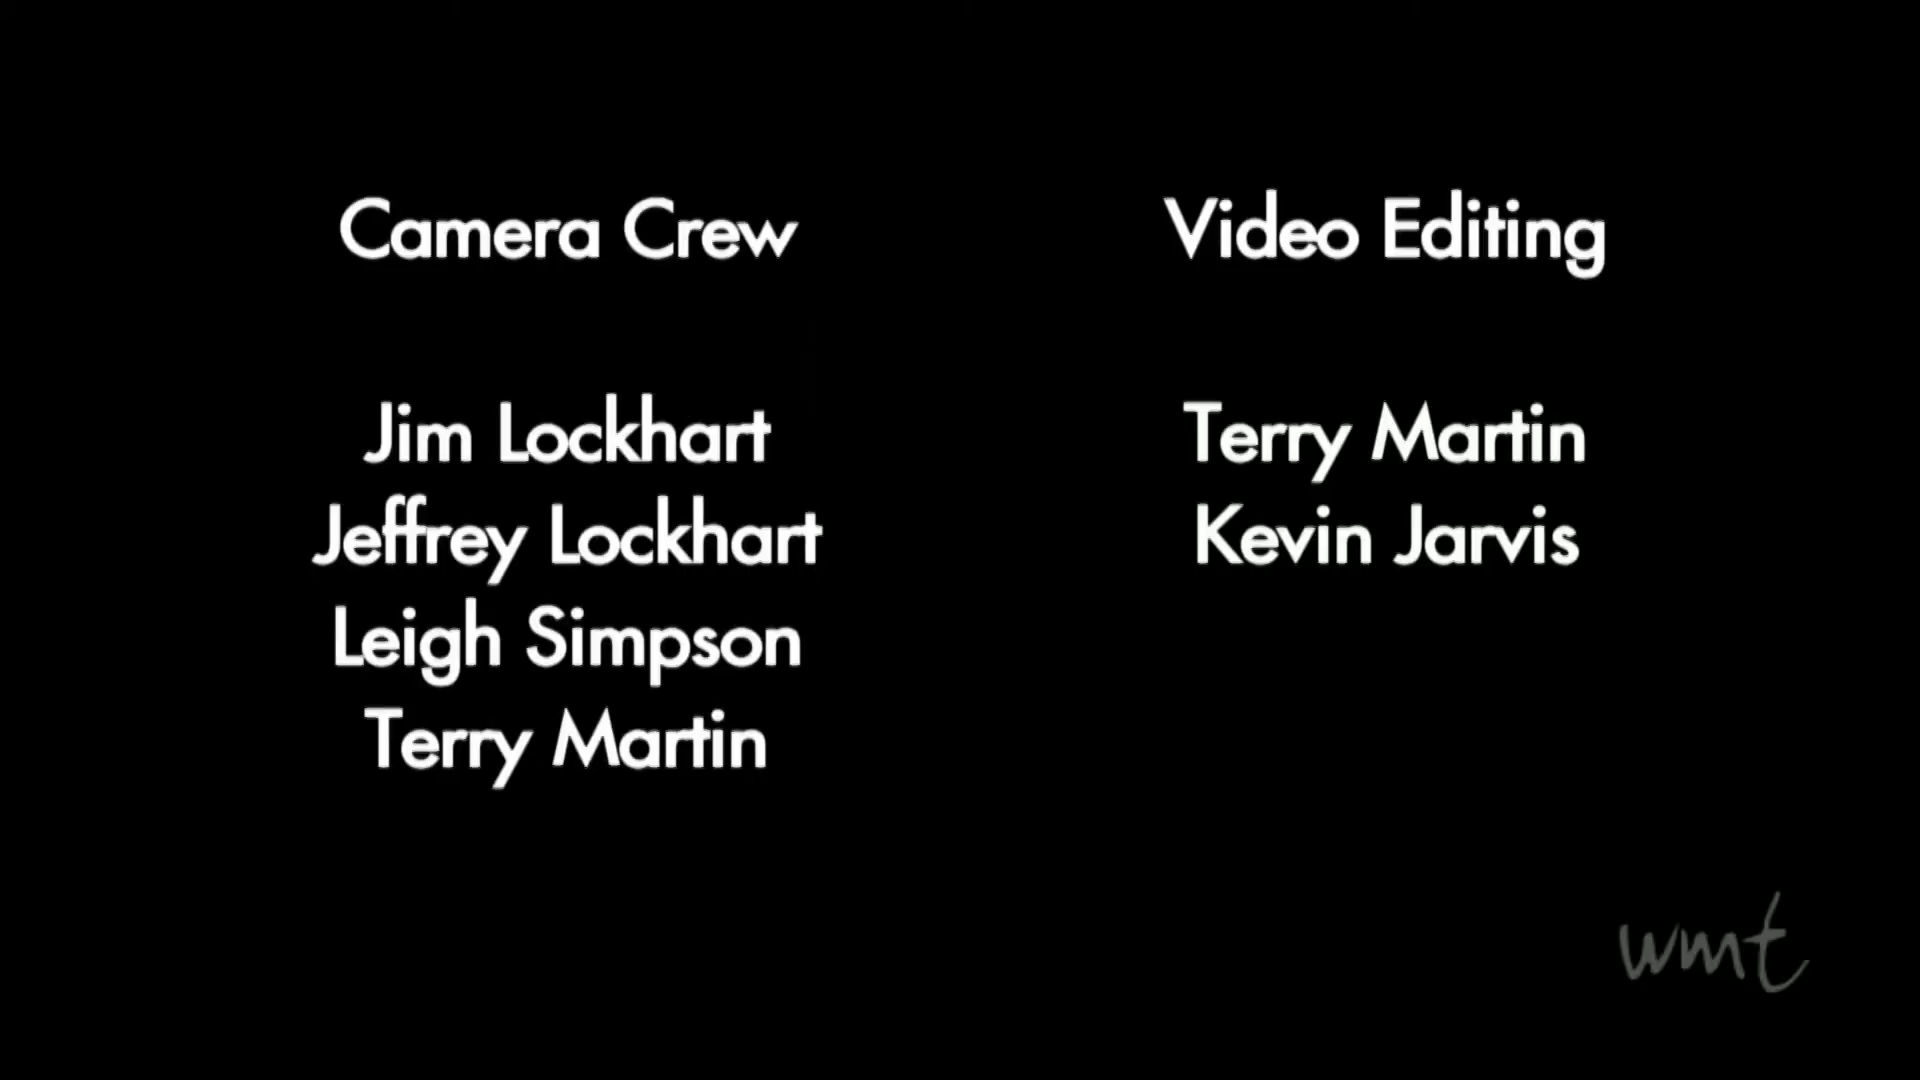 Camera Crew
Jim Lockhart
Jeffrey Lockhart
Leigh Simpson
Terry Martin
Video Editing
Terry Martin
Kevin Jarvis
wmt